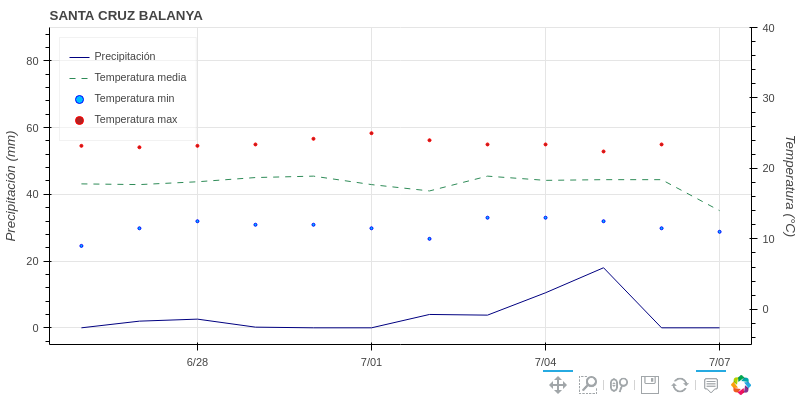 SANTA CRUZ BALANYA
Precipitación
Temperatura media
Temperatura min
Temperatura max
Precipitación (mm)
80
60
40
20
0
Temperatura (°C)
40
30
20
10
0
6/28
7/01
7/04
7/07